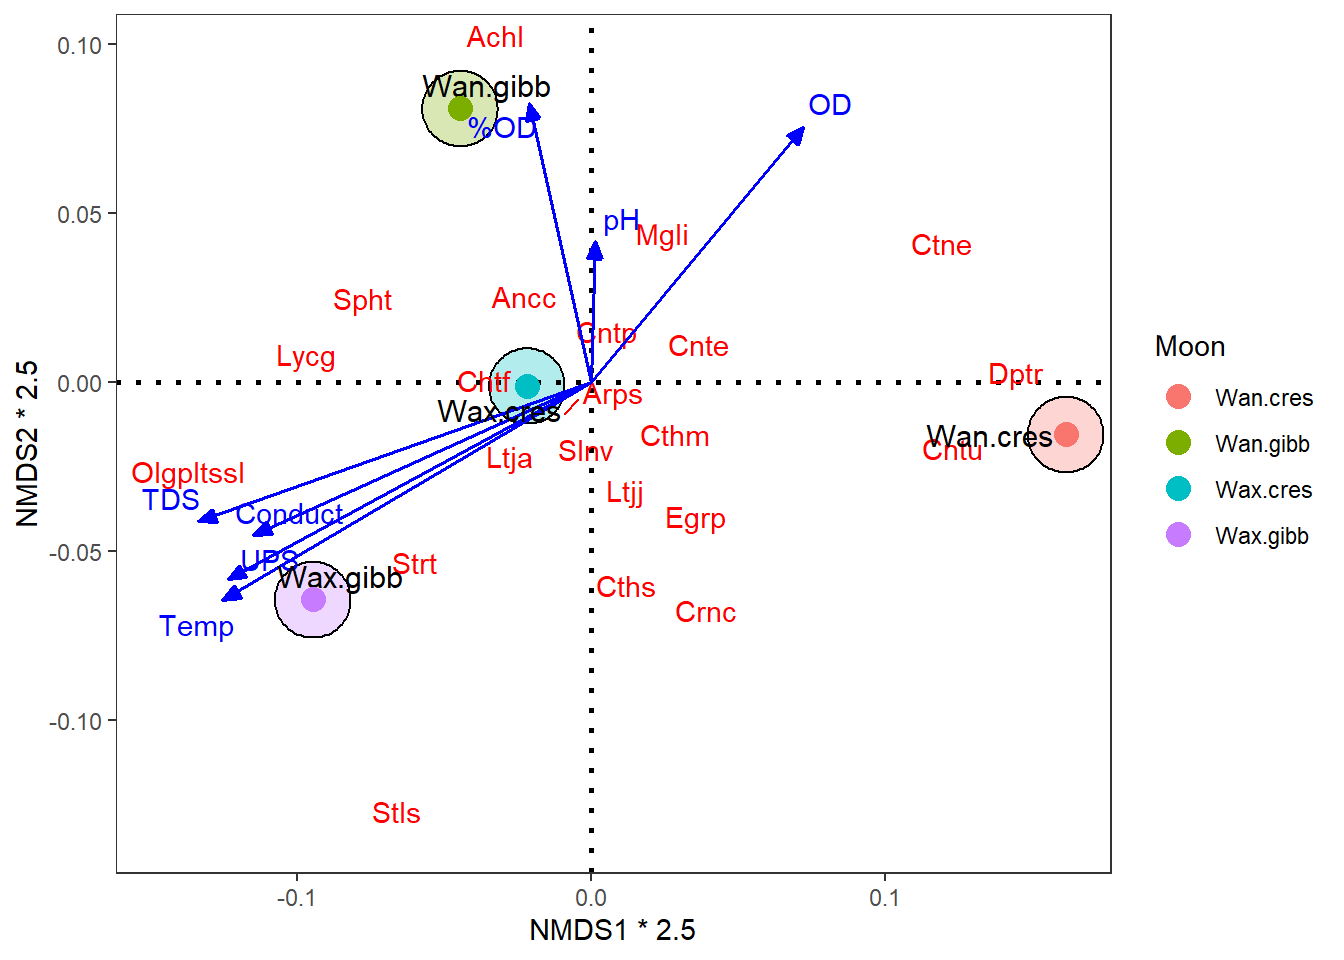 0.10
0.05
0.00
-0.05
-0.10
NMDS2 * 2.5
Achl
Wan.gibb
%OD
OD
pH
Mgli
Ctne
Spht
Ancc
Cntp
Lycg
Cnte
Chtf
Arps
Dptr
Wax.cres
Wan.cres
Cntu
Slnv
Cthm
Ltja
Olgpltssl
TDS
Conduct
Ltjj
Egrp
UPS
Strt
Wax.gibb
Cths
Crnc
Temp
Stls
-0.1
0.0
0.1
NMDS1 * 2.5
Moon
Wan.cres
Wan.gibb
Wax.cres
Wax.gibb